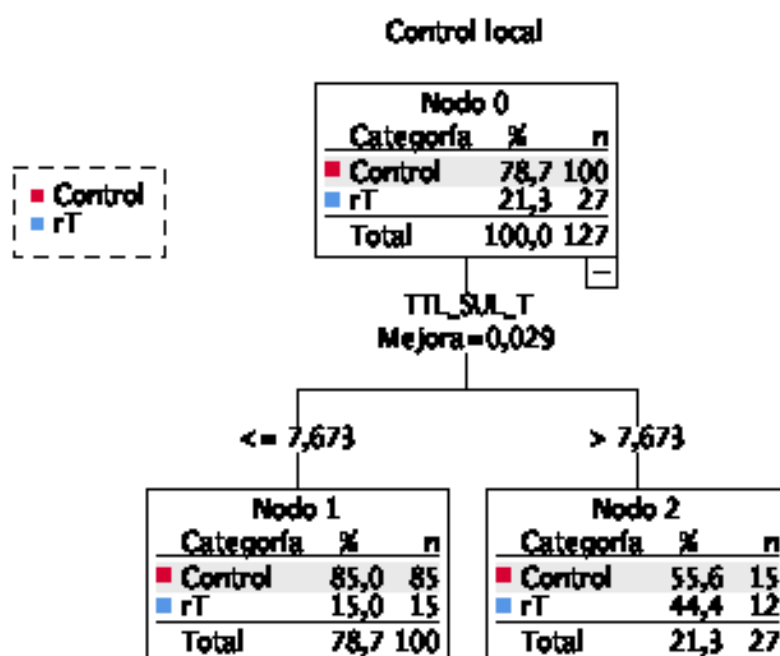 Control local
Control
rT
Nodo 0
Categoría % n
Control 78,7 100
rT 21,3 27
Total 100,0 127
TTL_SUL_T
Mejora=0,029
<= 7,673
> 7,673
Nodo 1
Categoría % n
Control 85,0 85
rT 15,0 15
Total 78,7 100
Nodo 2
Categoría % n
Control 55,6 15
rT 44,4 12
Total 21,3 27